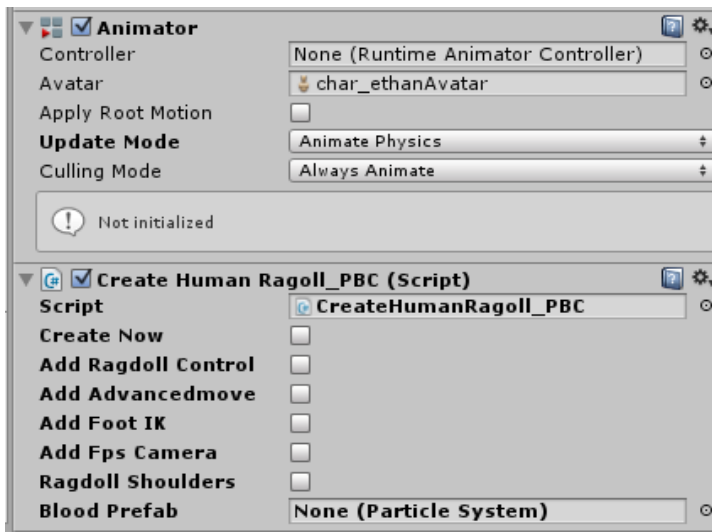 Animator
Controller None (Runtime Animator Controller)
Avatar char_ethanAvatar
Apply Root Motion
Update Mode Animate Physics
Culling Mode Always Animate
! Not initialized
C# Create Human Ragoll_PBC (Script)
Script CreateHumanRagoll_PBC
Create Now
Add Ragdoll Control
Add Advancedmove
Add Foot IK
Add Fps Camera
Ragdoll Shoulders
Blood Prefab None (Particle System)